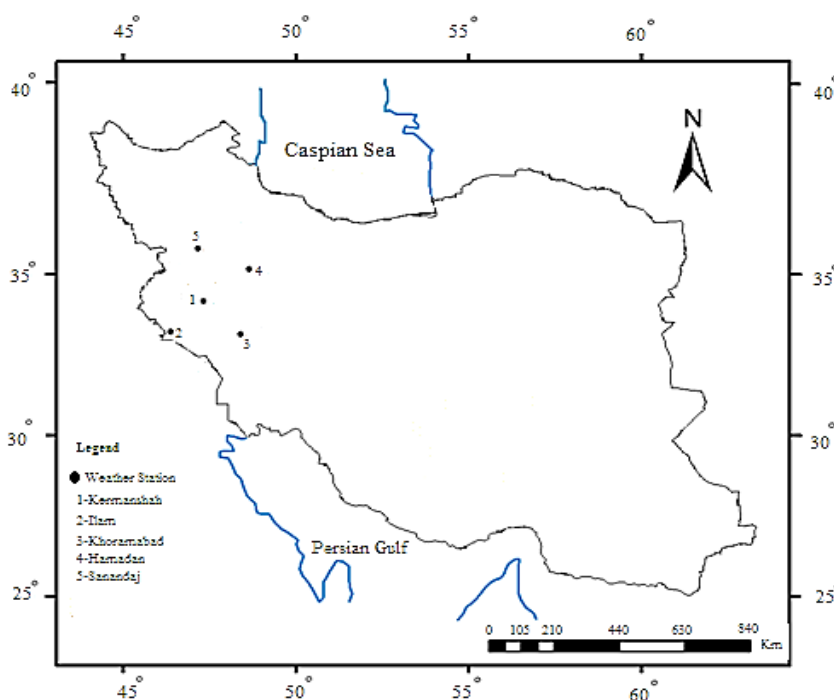 45° 50° 55° 60°
40° 40°
N
Caspian Sea
5
4
35° 35°
1
2
3
30° 30°
Legend
Weather Station
1-Kermanshah
2-Ilam
3-Khoramabad
4-Hamadan
5-Sanandaj
Persian Gulf
25° 25°
0 105 210 440 630 840
Km
45° 50° 55° 60°